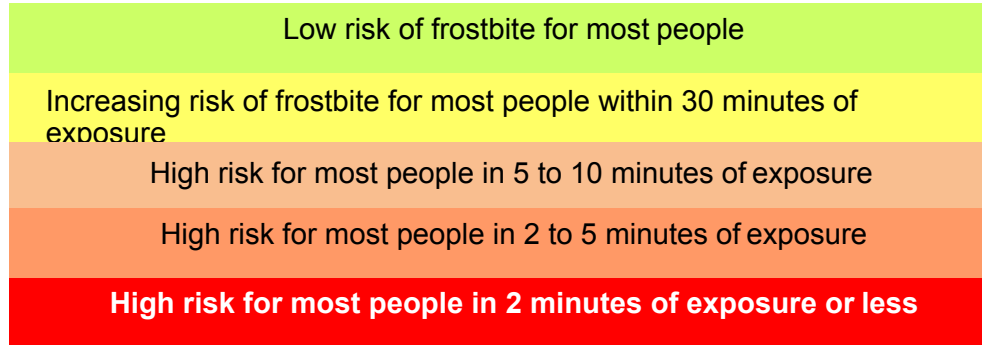 Low risk of frostbite for most people
Increasing risk of frostbite for most people within 30 minutes of
exposure
High risk for most people in 5 to 10 minutes of exposure
High risk for most people in 2 to 5 minutes of exposure
High risk for most people in 2 minutes of exposure or less